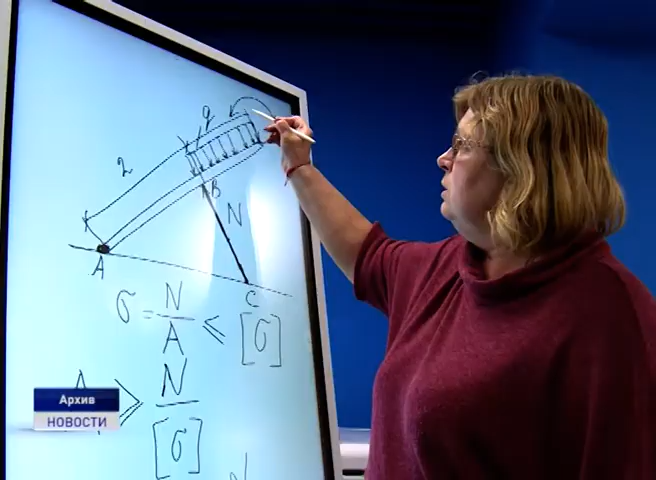 q
2
B
N
A
C
σ = N/A ≤ [σ]
A ≥ N/[σ]
N
Архив
НОВОСТИ